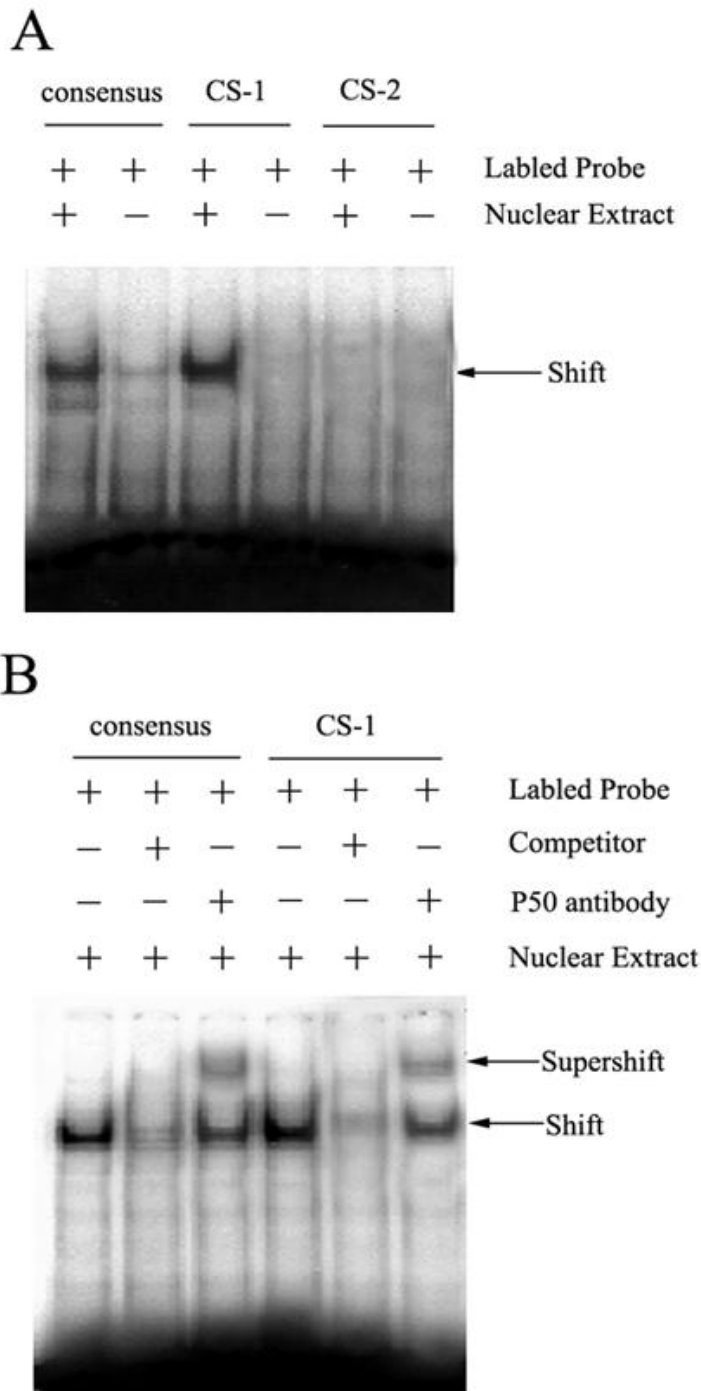 A
consensus CS-1 CS-2
+ + + + + + Labled Probe
+ − + − + − Nuclear Extract
Shift
B
consensus CS-1
+ + + + + + Labled Probe
− + − − + − Competitor
− − + − − + P50 antibody
+ + + + + + Nuclear Extract
Supershift
Shift